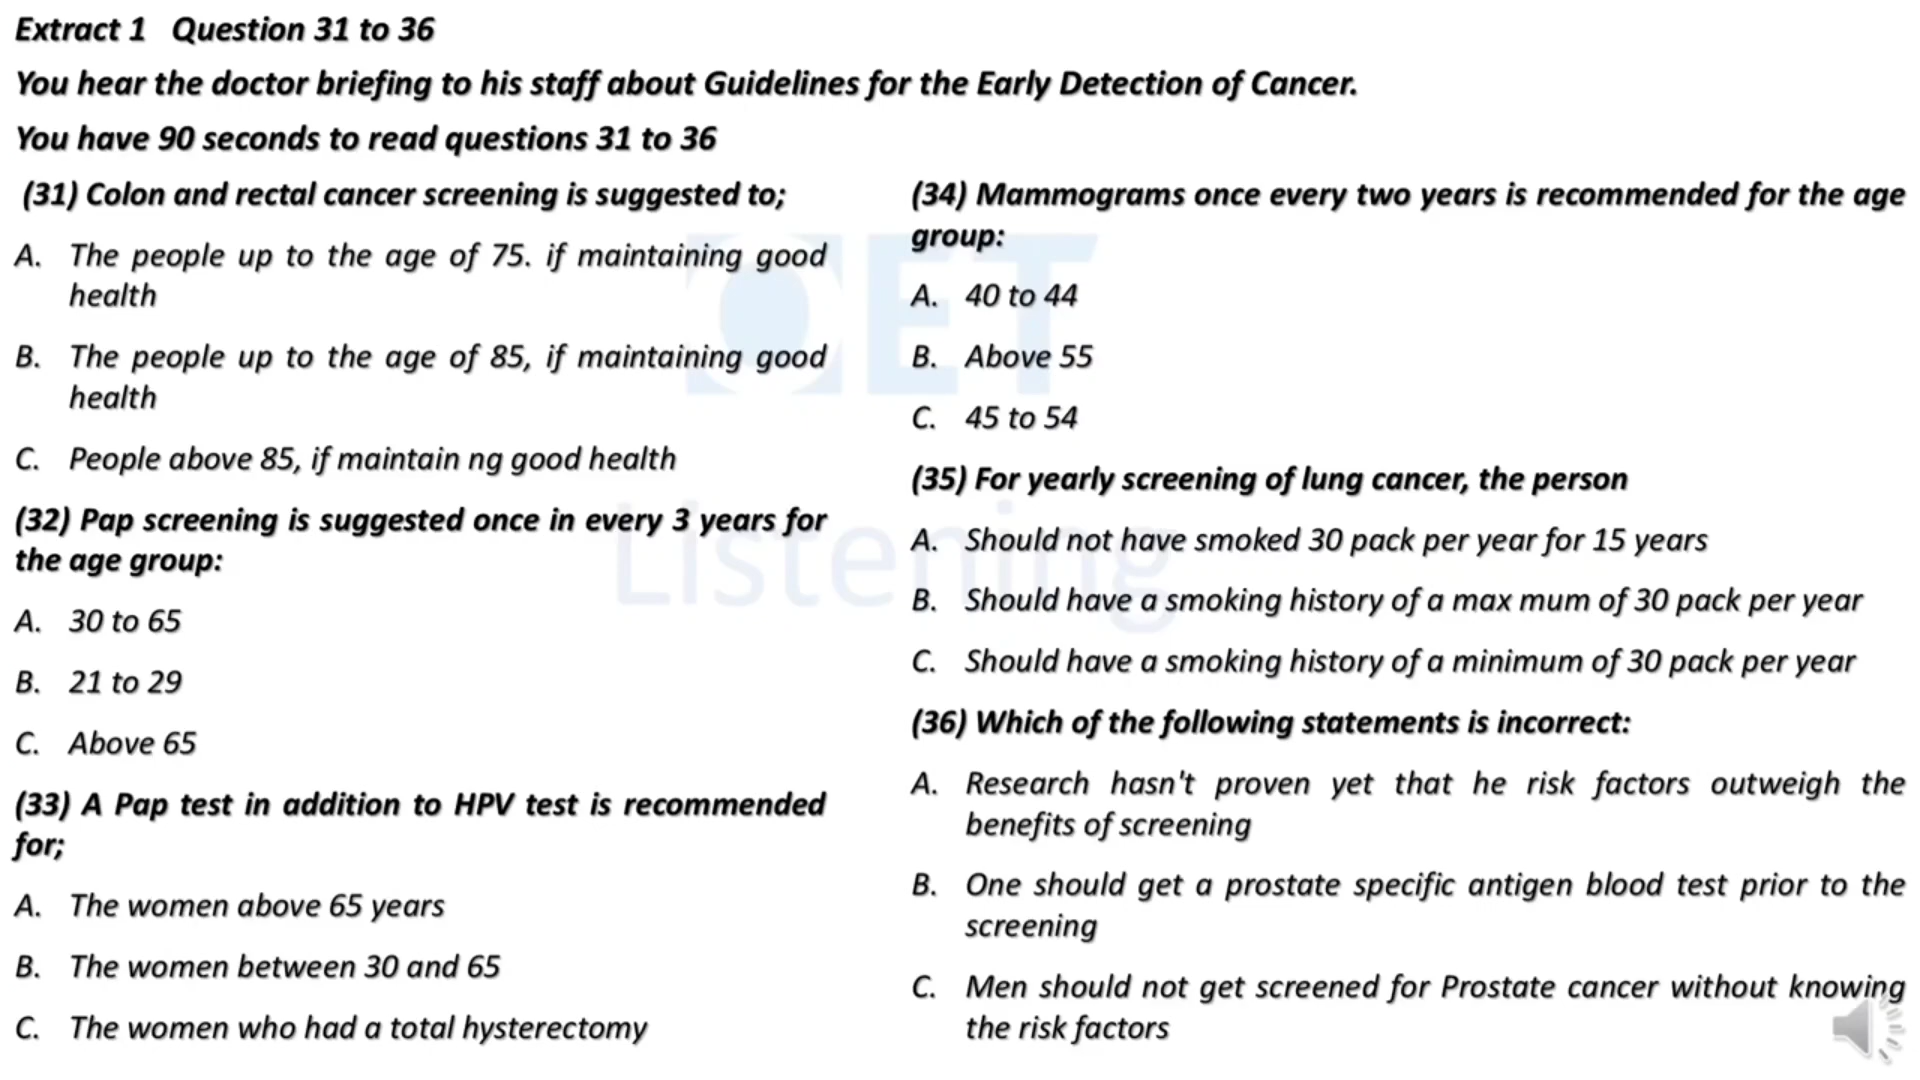 Extract 1 Question 31 to 36
You hear the doctor briefing to his staff about Guidelines for the Early Detection of Cancer.
You have 90 seconds to read questions 31 to 36
(31) Colon and rectal cancer screening is suggested to;
A. The people up to the age of 75. if maintaining good
health
B. The people up to the age of 85, if maintaining good
health
C. People above 85, if maintain ng good health
(32) Pap screening is suggested once in every 3 years for
the age group:
A. 30 to 65
B. 21 to 29
C. Above 65
(33) A Pap test in addition to HPV test is recommended
for;
A. The women above 65 years
B. The women between 30 and 65
C. The women who had a total hysterectomy
(34) Mammograms once every two years is recommended for the age
group:
A. 40 to 44
B. Above 55
C. 45 to 54
(35) For yearly screening of lung cancer, the person
A. Should not have smoked 30 pack per year for 15 years
B. Should have a smoking history of a max mum of 30 pack per year
C. Should have a smoking history of a minimum of 30 pack per year
(36) Which of the following statements is incorrect:
A. Research hasn't proven yet that he risk factors outweigh the
benefits of screening
B. One should get a prostate specific antigen blood test prior to the
screening
C. Men should not get screened for Prostate cancer without knowing
the risk factors
OET
Listening